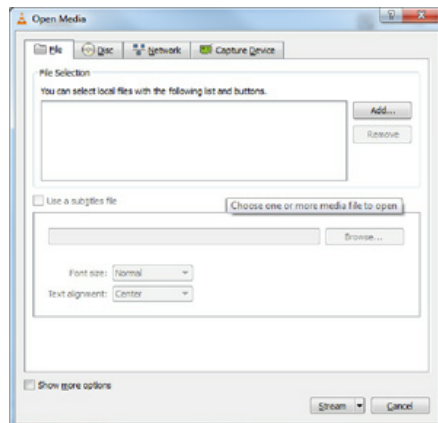 Open Media
File
Disc
Network
Capture Device
File Selection
You can select local files with the following list and buttons.
Add...
Remove
Use a subtitles file
Choose one or more media file to open
Browse...
Font size: Normal
Text alignment: Center
Show more options
Stream
Cancel